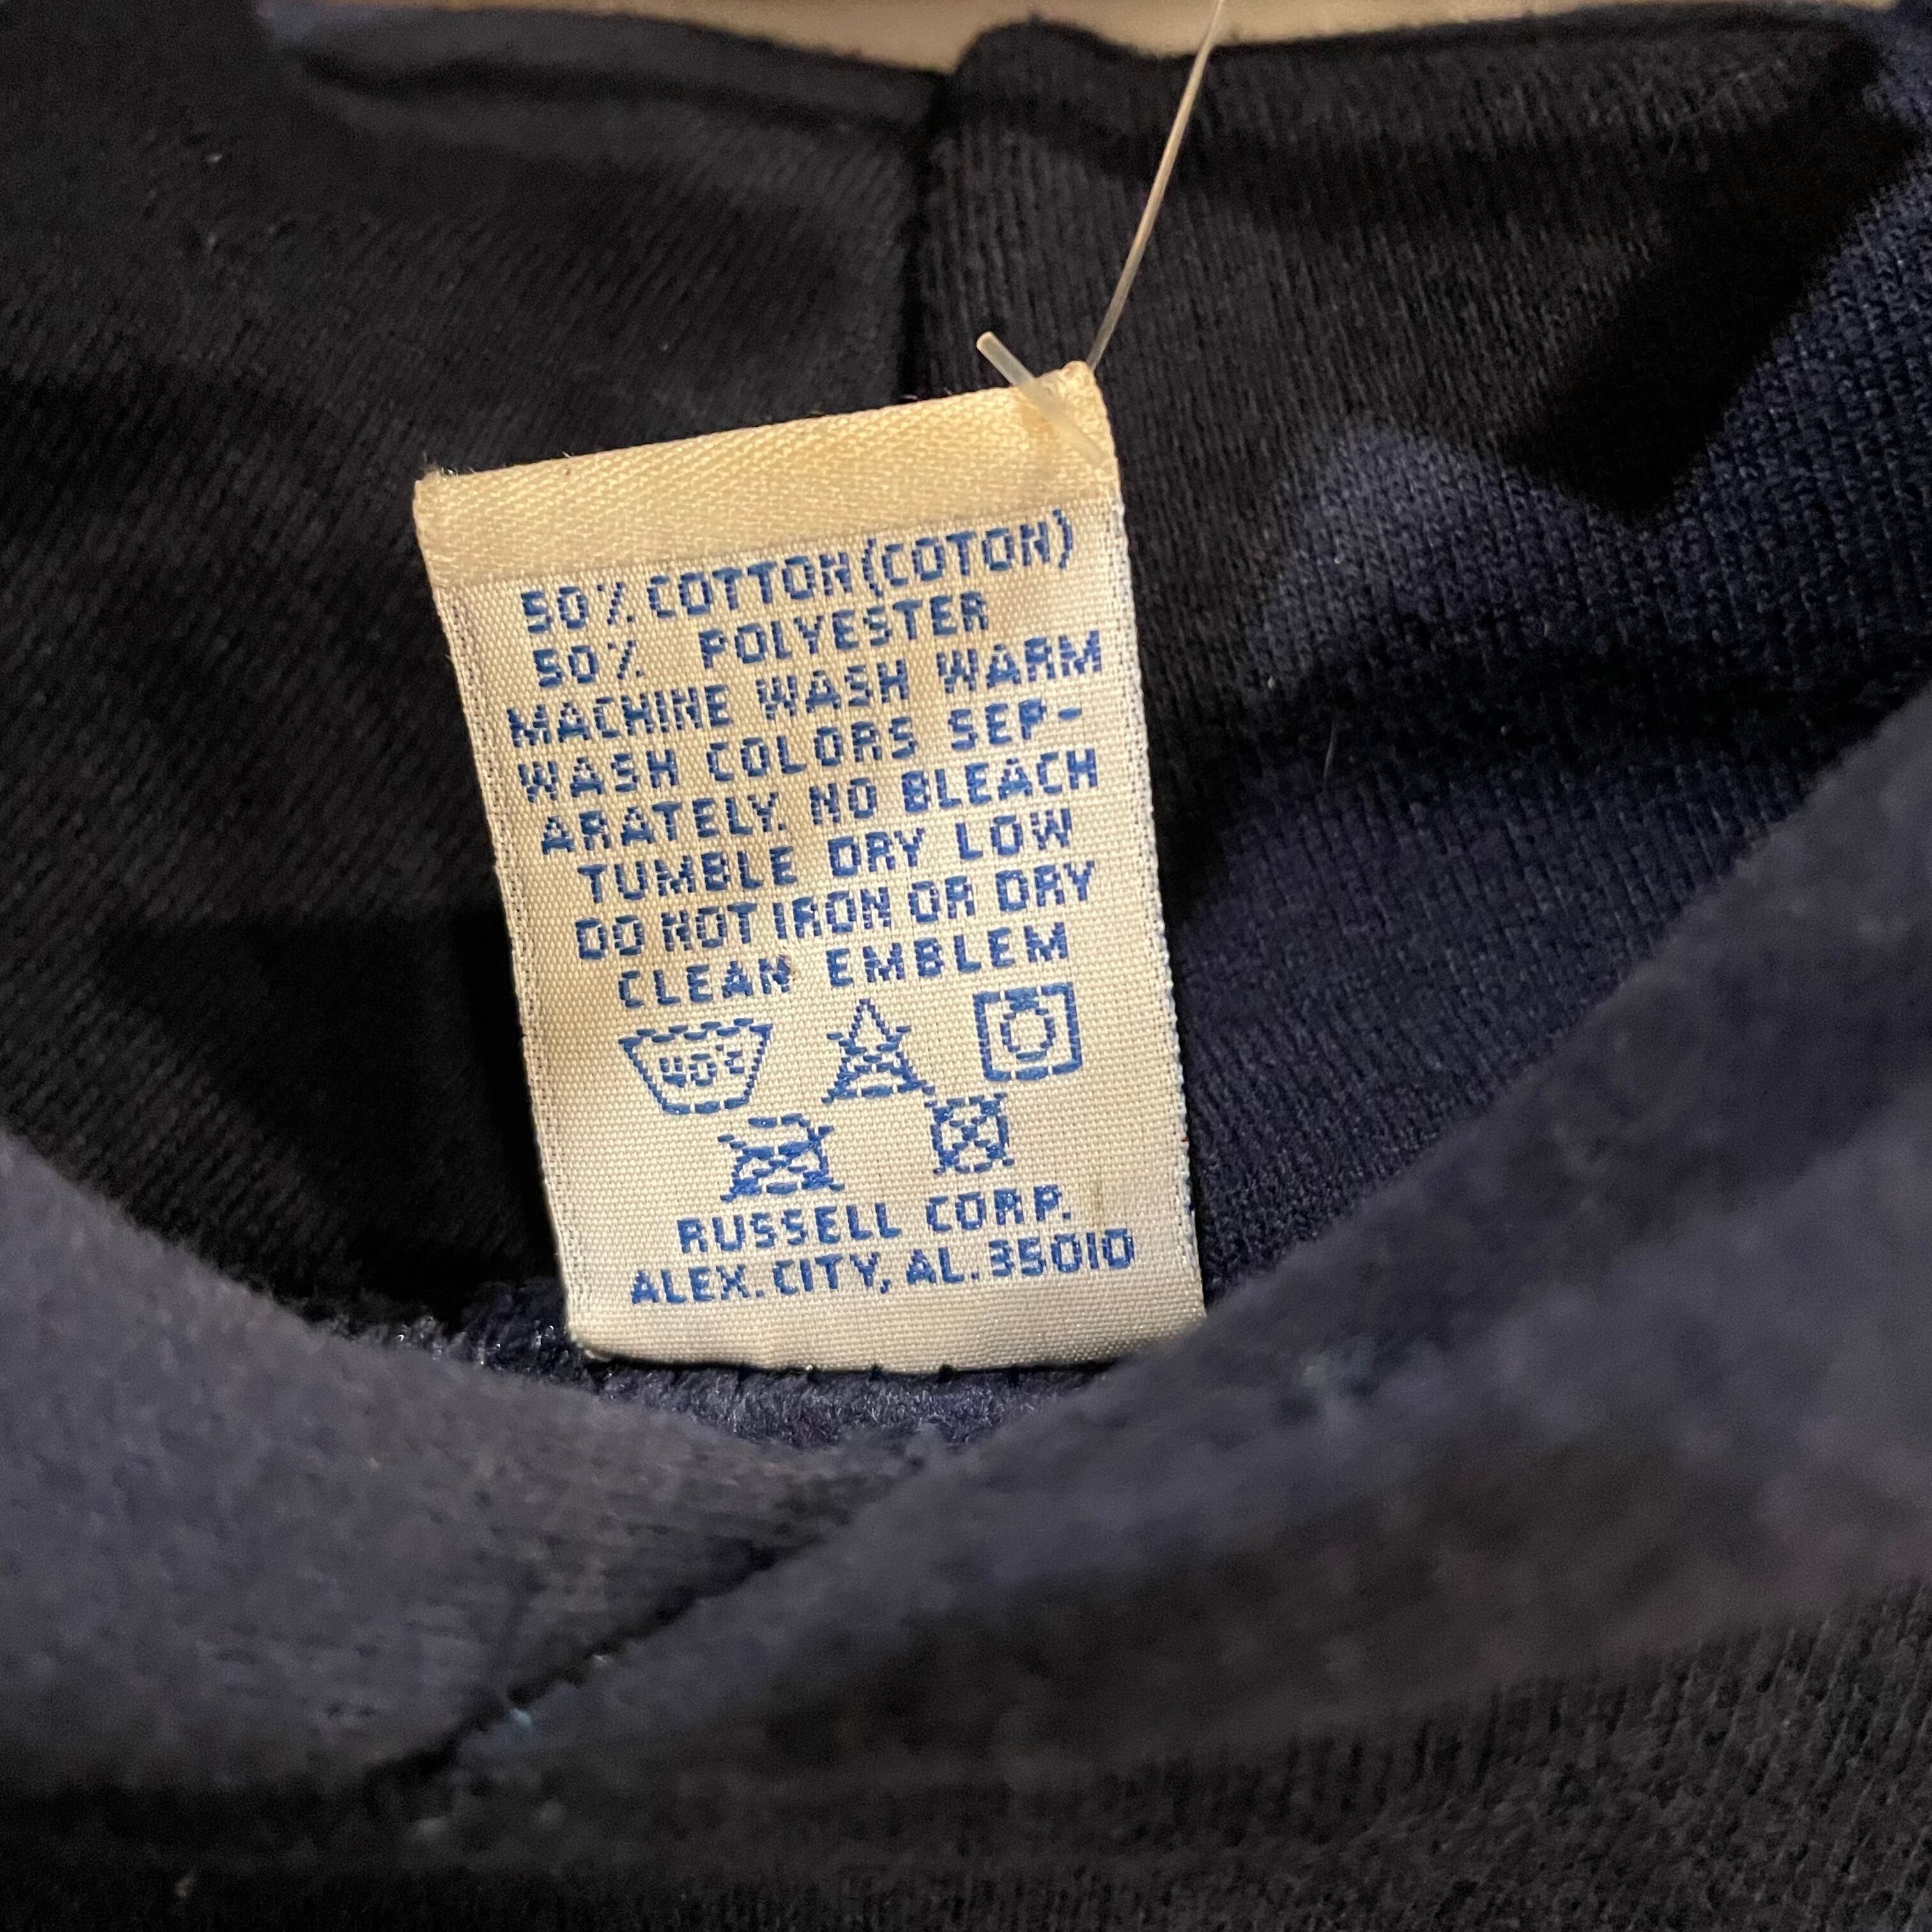 50% COTTON (COTON)
50% POLYESTER
MACHINE WASH WARM
WASH COLORS SEP-
ARATELY. NO BLEACH
TUMBLE DRY LOW
DO NOT IRON OR DRY
CLEAN EMBLEM
40°C
RUSSELL CORP.
ALEX. CITY, AL. 35010